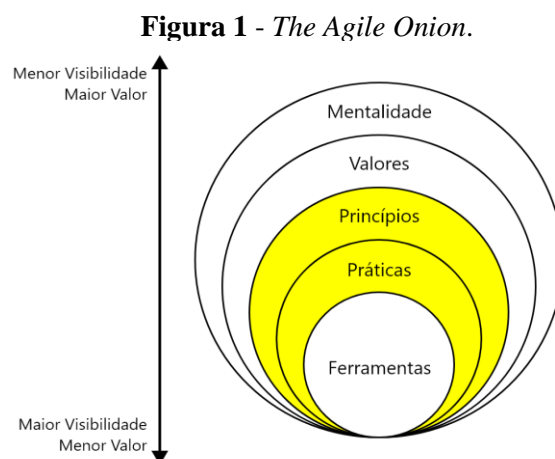 Figura 1 - The Agile Onion.
Menor Visibilidade
Maior Valor
Mentalidade
Valores
Princípios
Práticas
Ferramentas
Maior Visibilidade
Menor Valor